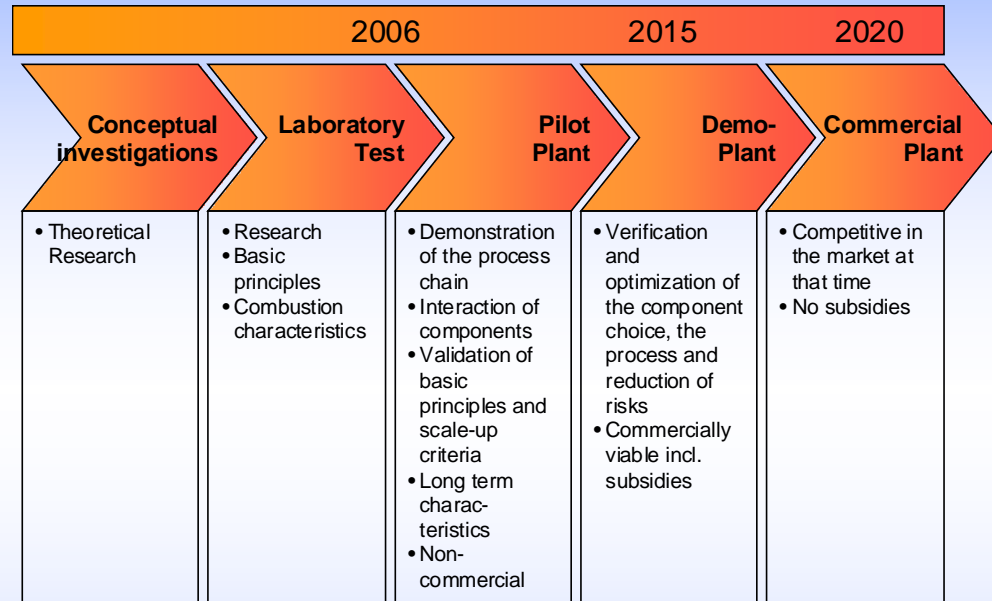 2006 2015 2020
Conceptual
investigations
Laboratory
Test
Pilot
Plant
Demo-
Plant
Commercial
Plant
• Theoretical
Research
• Research
• Basic
principles
• Combustion
characteristics
• Demonstration
of the process
chain
• Interaction of
components
• Validation of
basic
principles and
scale-up
criteria
• Long term
charac-
teristics
• Non-
commercial
• Verification
and
optimization of
the component
choice, the
process and
reduction of
risks
• Commercially
viable incl.
subsidies
• Competitive in
the market at
that time
• No subsidies